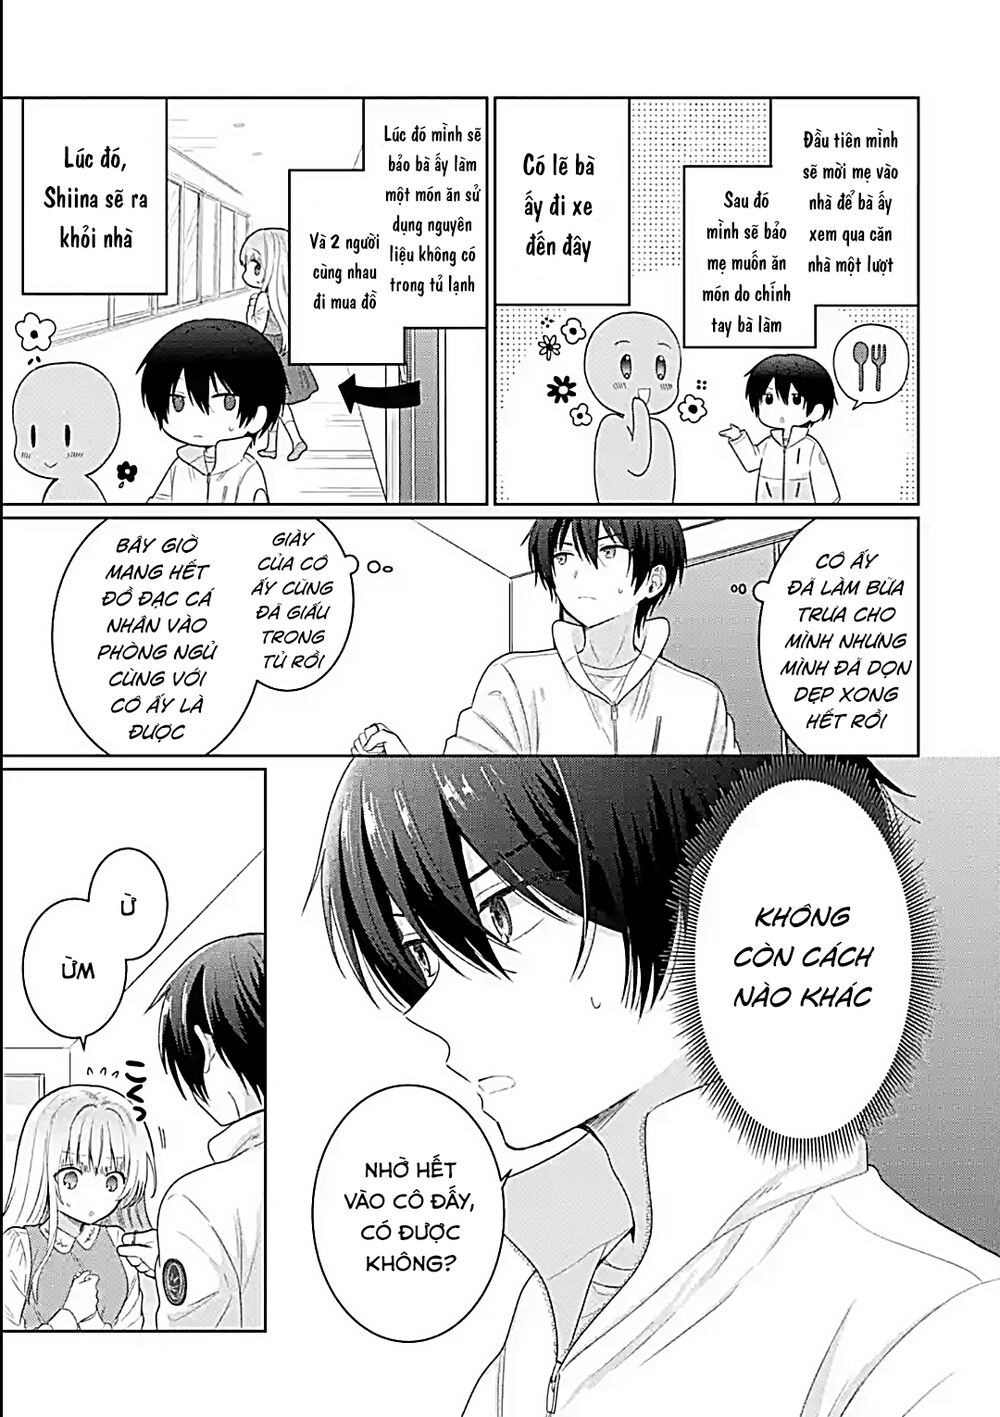 Đầu tiên mình
sẽ mời mẹ vào
nhà để bà ấy
xem qua căn
nhà một lượt
Sau đó
mình sẽ bảo
mẹ muốn ăn
món do chính
tay bà làm
Có lẽ bà
ấy đi xe
đến đây
Lúc đó mình sẽ
bảo bà ấy làm
một món ăn sử
dụng nguyên
liệu không có
trong tủ lạnh
Và 2 người
cùng nhau
đi mua đồ
Lúc đó,
Shiina sẽ ra
khỏi nhà
CÔ ẤY
ĐÃ LÀM BỮA
TRƯA CHO
MÌNH NHƯNG
MÌNH ĐÃ DỌN
DẸP XONG
HẾT RỒI
GIÀY
CỦA CÔ
ẤY CŨNG
ĐÃ GIẤU
TRONG
TỦ RỒI
BÂY GIỜ
MANG HẾT
ĐỒ ĐẠC CÁ
NHÂN VÀO
PHÒNG NGỦ
CÙNG VỚI
CÔ ẤY LÀ
ĐƯỢC
KHÔNG
CÒN CÁCH
NÀO KHÁC
NHỜ HẾT
VÀO CÔ ĐẤY,
CÓ ĐƯỢC
KHÔNG?
Ừ
ỪM